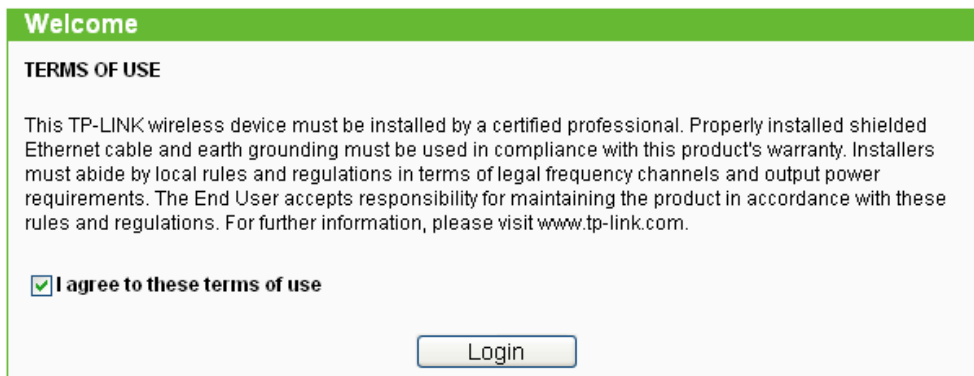 Welcome
TERMS OF USE
This TP-LINK wireless device must be installed by a certified professional. Properly installed shielded
Ethernet cable and earth grounding must be used in compliance with this product's warranty. Installers
must abide by local rules and regulations in terms of legal frequency channels and output power
requirements. The End User accepts responsibility for maintaining the product in accordance with these
rules and regulations. For further information, please visit www.tp-link.com.
I agree to these terms of use
Login